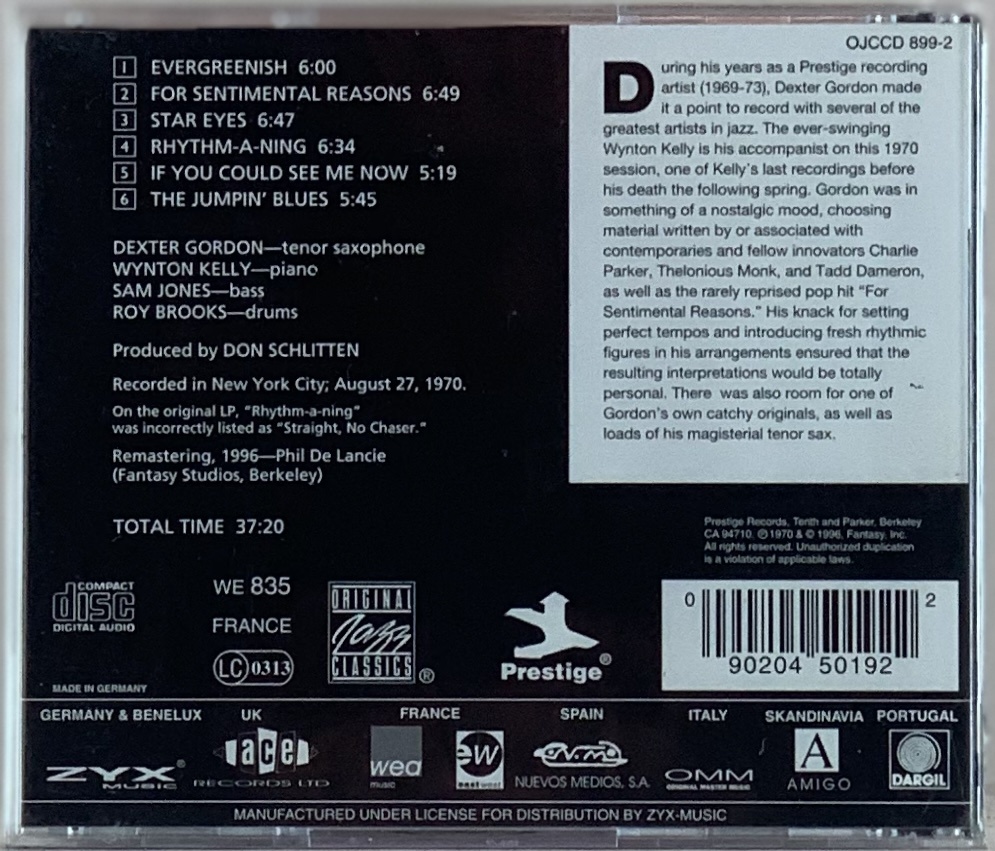 1 EVERGREENISH 6:00
2 FOR SENTIMENTAL REASONS 6:49
3 STAR EYES 6:47
4 RHYTHM-A-NING 6:34
5 IF YOU COULD SEE ME NOW 5:19
6 THE JUMPIN' BLUES 5:45
DEXTER GORDON—tenor saxophone
WYNTON KELLY—piano
SAM JONES—bass
ROY BROOKS—drums
Produced by DON SCHLITTEN
Recorded in New York City; August 27, 1970.
On the original LP, "Rhythm-a-ning"
was incorrectly listed as "Straight, No Chaser."
Remastering, 1996—Phil De Lancie
(Fantasy Studios, Berkeley)
TOTAL TIME 37:20
OJCCD 899-2
During his years as a Prestige recording
artist (1969-73), Dexter Gordon made
it a point to record with several of the
greatest artists in jazz. The ever-swinging
Wynton Kelly is his accompanist on this 1970
session, one of Kelly's last recordings before
his death the following spring. Gordon was in
something of a nostalgic mood, choosing
material written by or associated with
contemporaries and fellow innovators Charlie
Parker, Thelonious Monk, and Tadd Dameron,
as well as the rarely reprised pop hit "For
Sentimental Reasons." His knack for setting
perfect tempos and introducing fresh rhythmic
figures in his arrangements ensured that the
resulting interpretations would be totally
personal. There was also room for one of
Gordon's own catchy originals, as well as
loads of his magisterial tenor sax.
Prestige Records, Tenth and Parker, Berkeley
CA 94710. ℗ 1970 & © 1996, Fantasy, Inc.
All rights reserved. Unauthorized duplication
is a violation of applicable laws.
COMPACT
disc
DIGITAL AUDIO
MADE IN GERMANY
WE 835
FRANCE
LC 0313
ORIGINAL
Jazz
CLASSICS®
Prestige®
0 90204 50192 2
GERMANY & BENELUX
ZYX®
MUSIC
UK
ace
RECORDS LTD
FRANCE
wea
music
ew
eastwest
SPAIN
n.m.
NUEVOS MEDIOS, S.A.
ITALY
OMM
ORIGINAL MASTER MUSIC
SKANDINAVIA
A
AMIGO
PORTUGAL
DARGIL
MANUFACTURED UNDER LICENSE FOR DISTRIBUTION BY ZYX-MUSIC